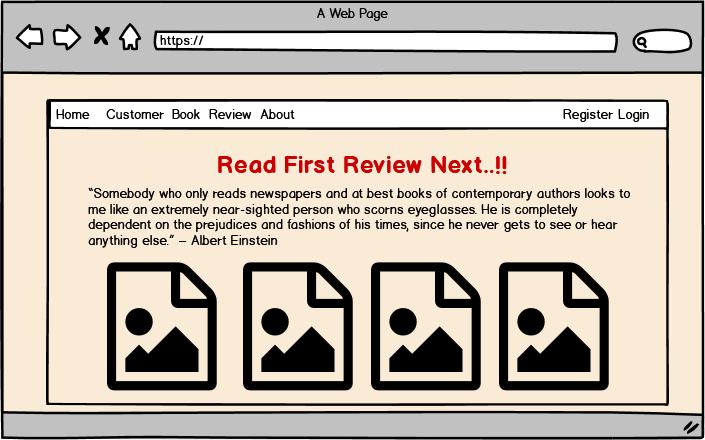 A Web Page
https://
Home Customer Book Review About Register Login
Read First Review Next..!!
“Somebody who only reads newspapers and at best books of contemporary authors looks to
me like an extremely near-sighted person who scorns eyeglasses. He is completely
dependent on the prejudices and fashions of his times, since he never gets to see or hear
anything else.” – Albert Einstein